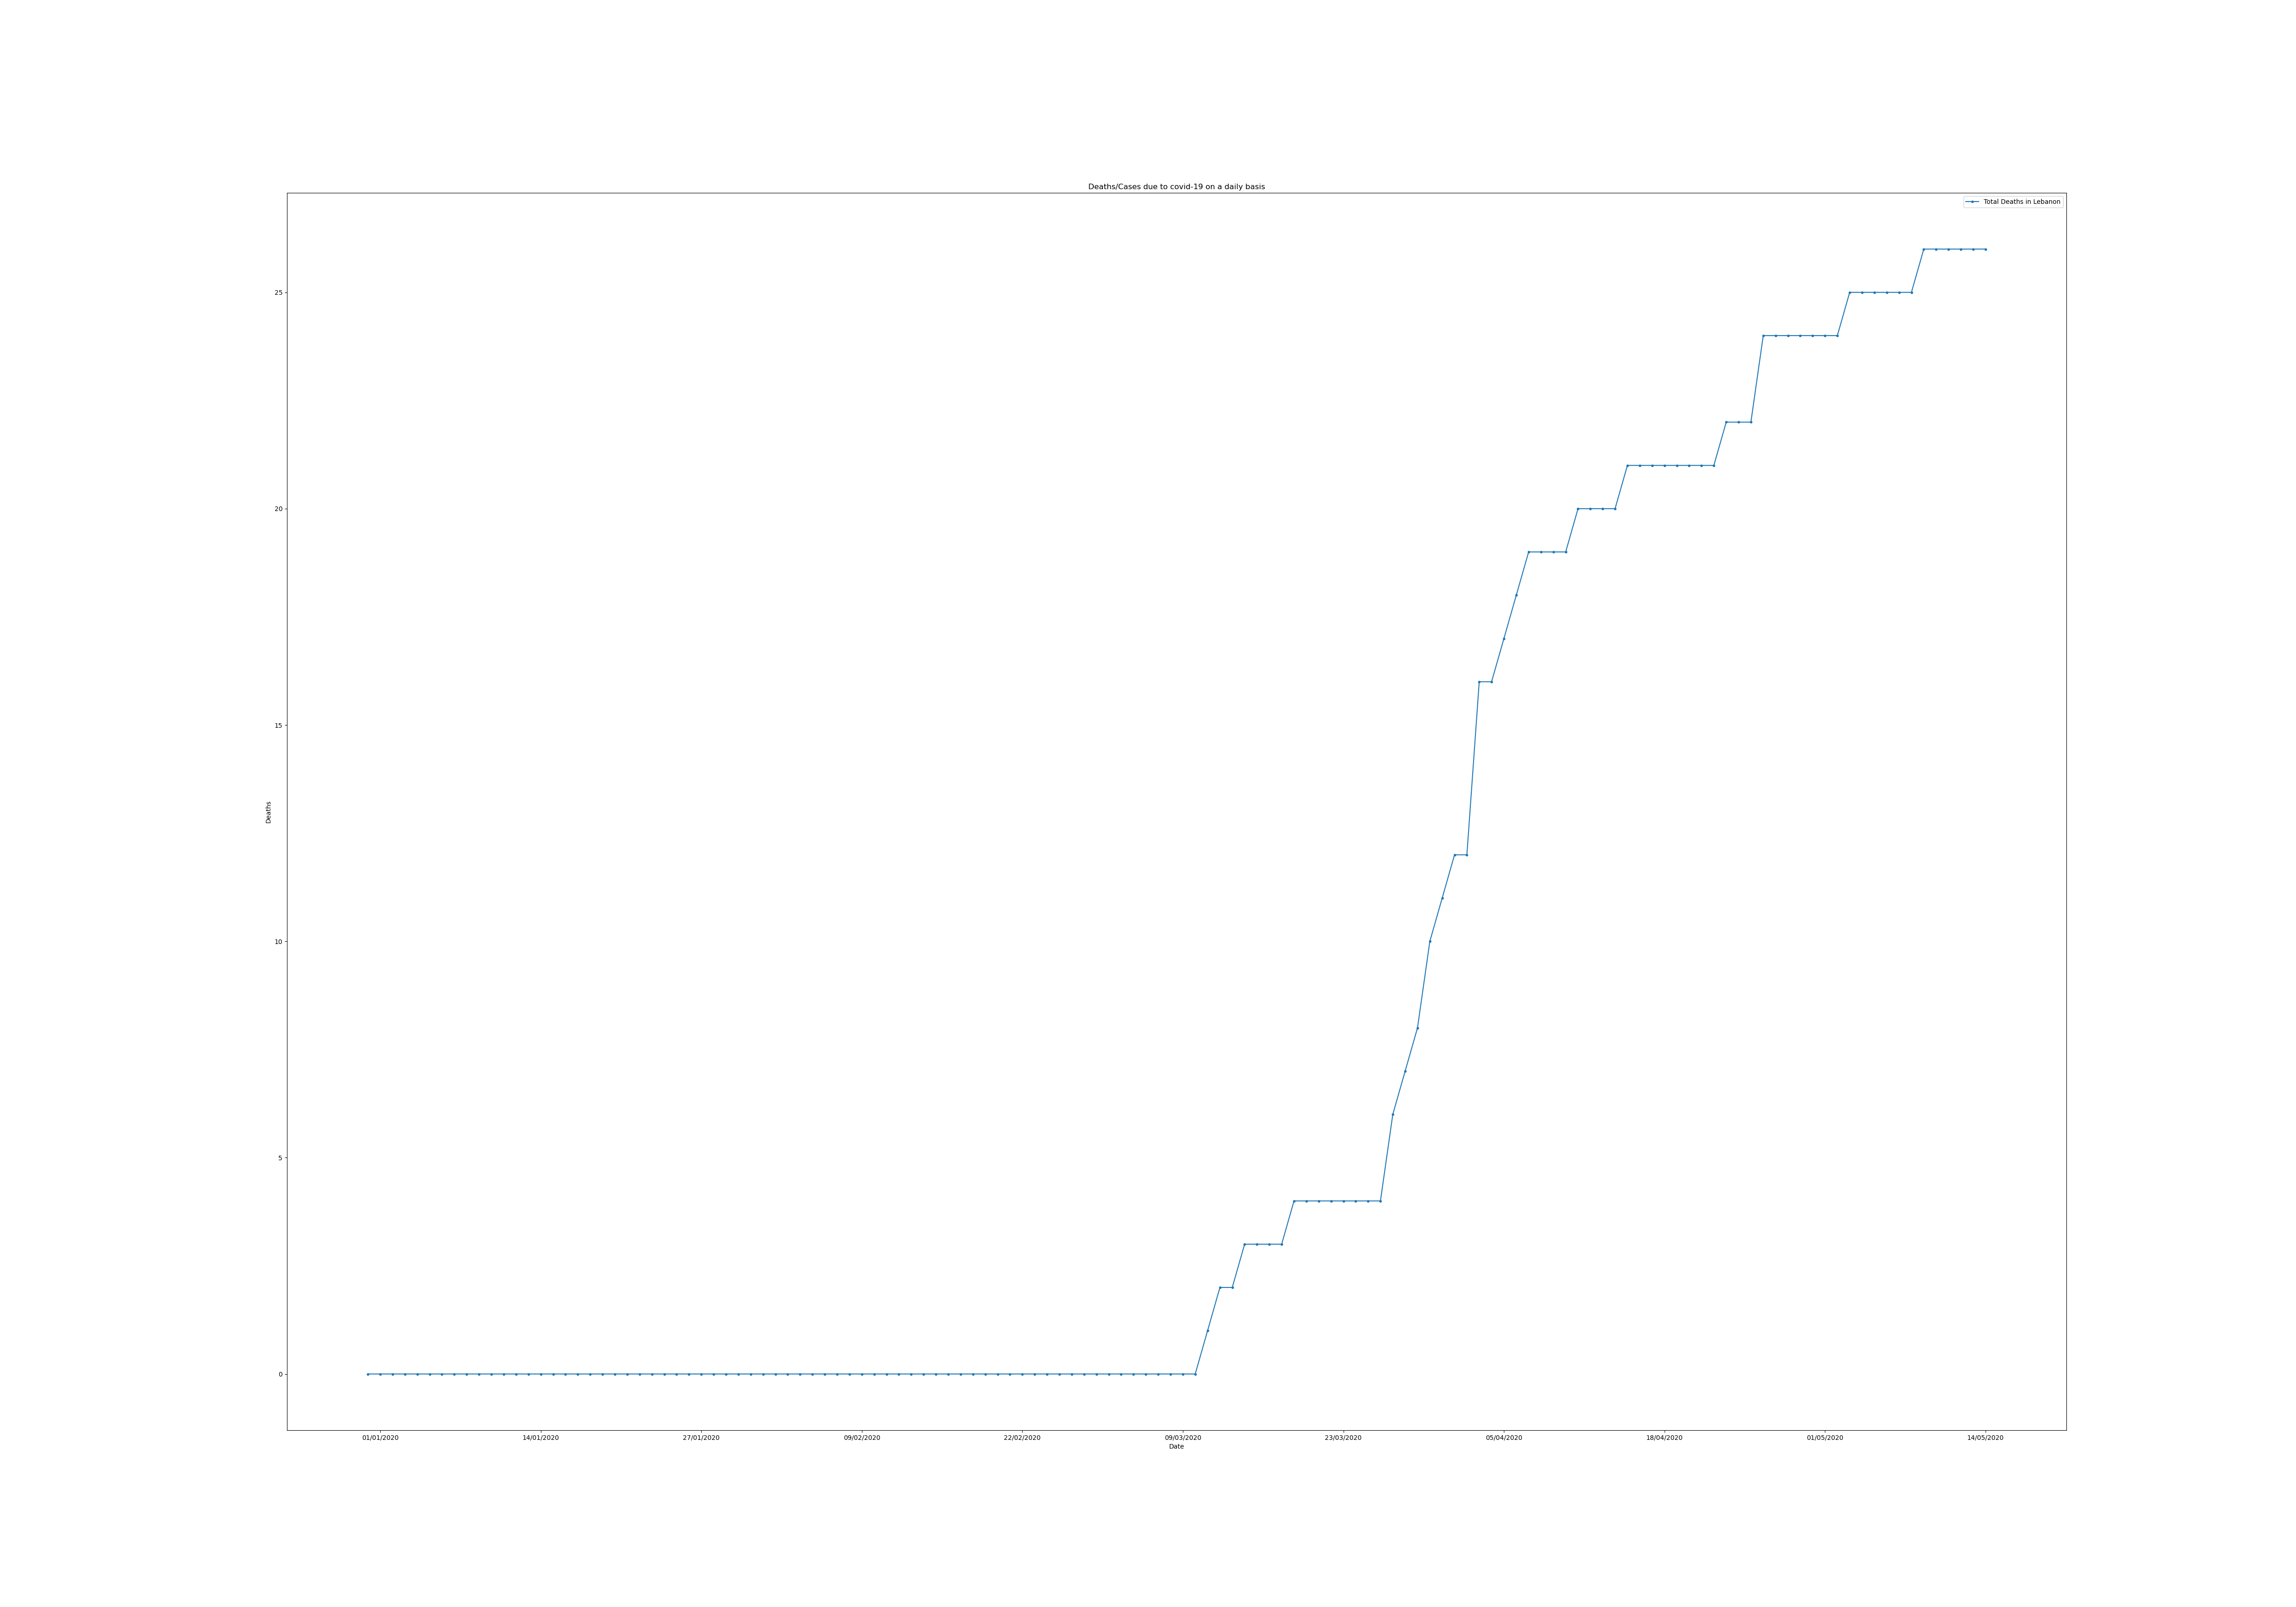 Deaths/Cases due to covid-19 on a daily basis
Total Deaths in Lebanon
25
20
15
10
5
0
Deaths
01/01/2020 14/01/2020 27/01/2020 09/02/2020 22/02/2020 09/03/2020 23/03/2020 05/04/2020 18/04/2020 01/05/2020 14/05/2020
Date